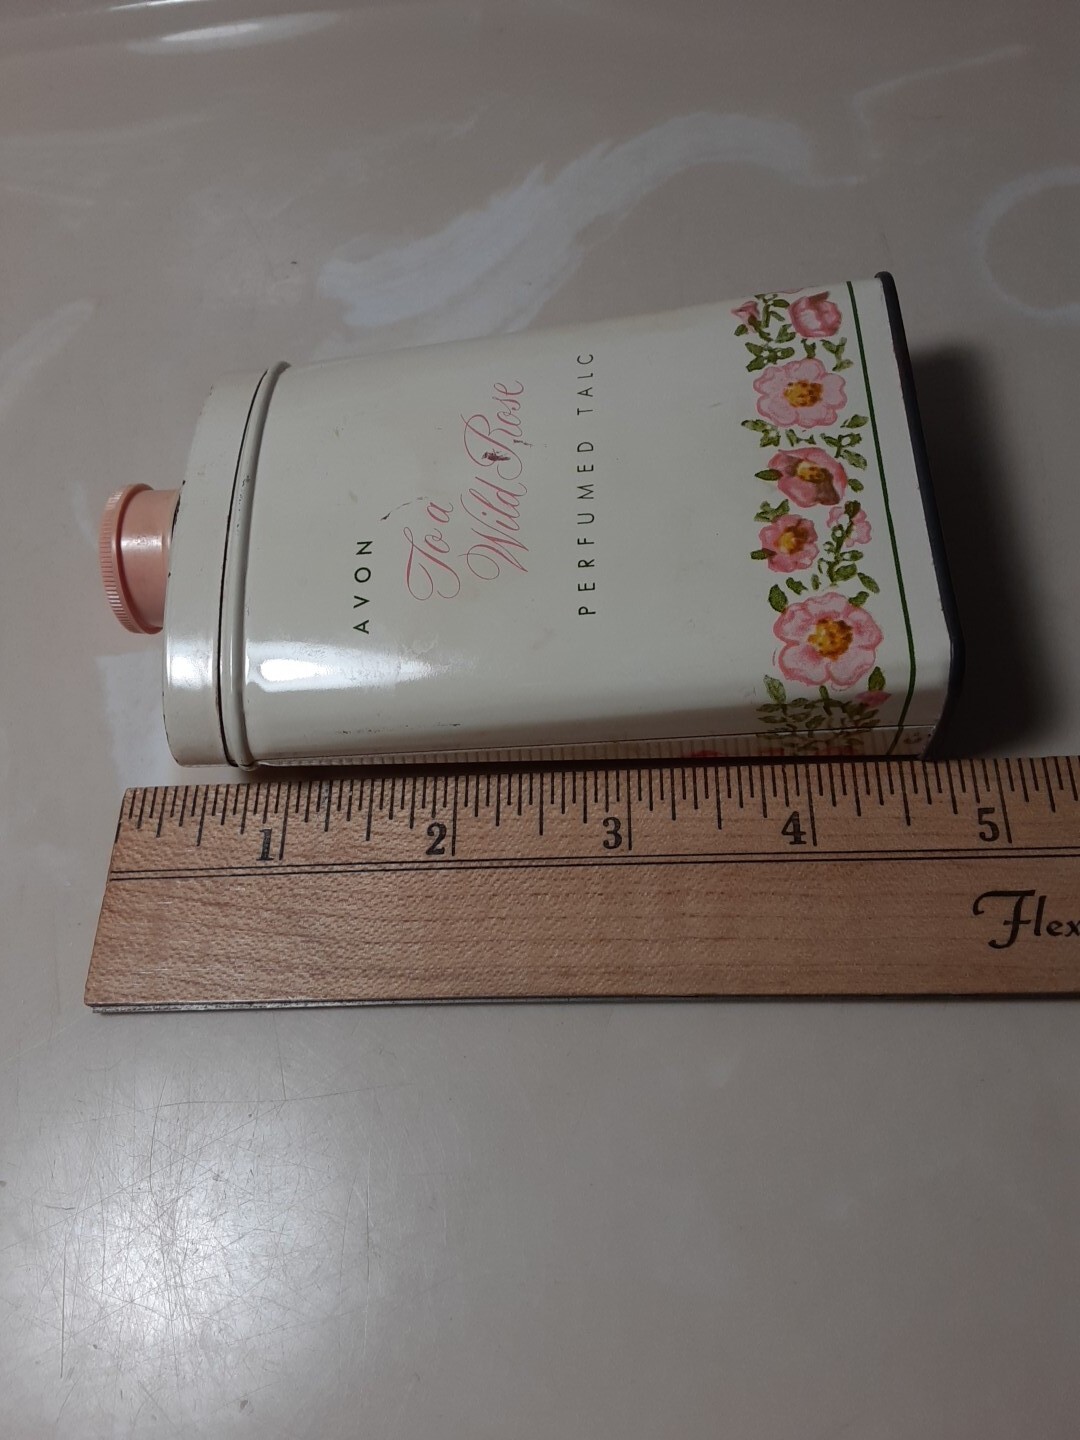 AVON
To a
Wild Rose
PERFUMED TALC
1 2 3 4 5
Flex